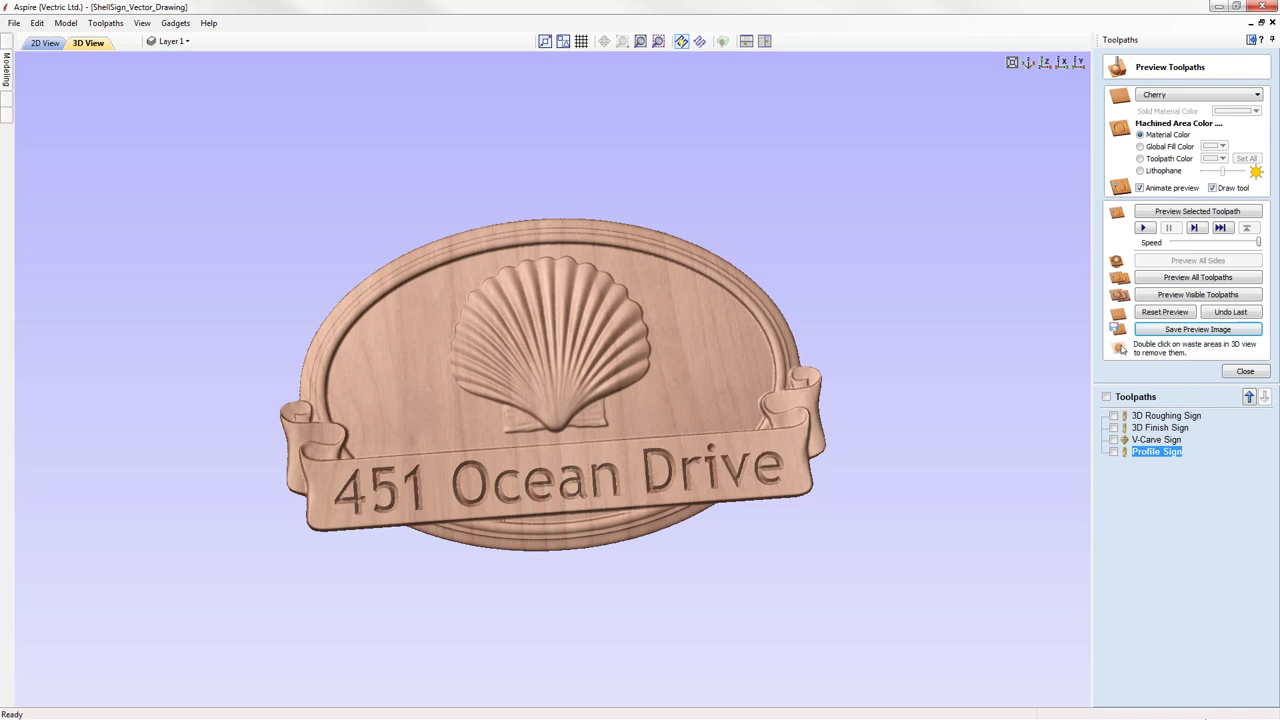 Aspire (Vectric Ltd.) - [ShellSign_Vector_Drawing]
File Edit Model Toolpaths View Gadgets Help
2D View 3D View Layer 1
Modeling
Z X Y
451 Ocean Drive
Ready
Toolpaths
Preview Toolpaths
Cherry
Solid Material Color
Machined Area Color ....
Material Color
Global Fill Color
Toolpath Color Set All
Lithophane
Animate preview Draw tool
Preview Selected Toolpath
Speed
Preview All Sides
Preview All Toolpaths
Preview Visible Toolpaths
Reset Preview Undo Last
Save Preview Image
Double click on waste areas in 3D view
to remove them.
Close
Toolpaths
3D Roughing Sign
3D Finish Sign
V-Carve Sign
Profile Sign